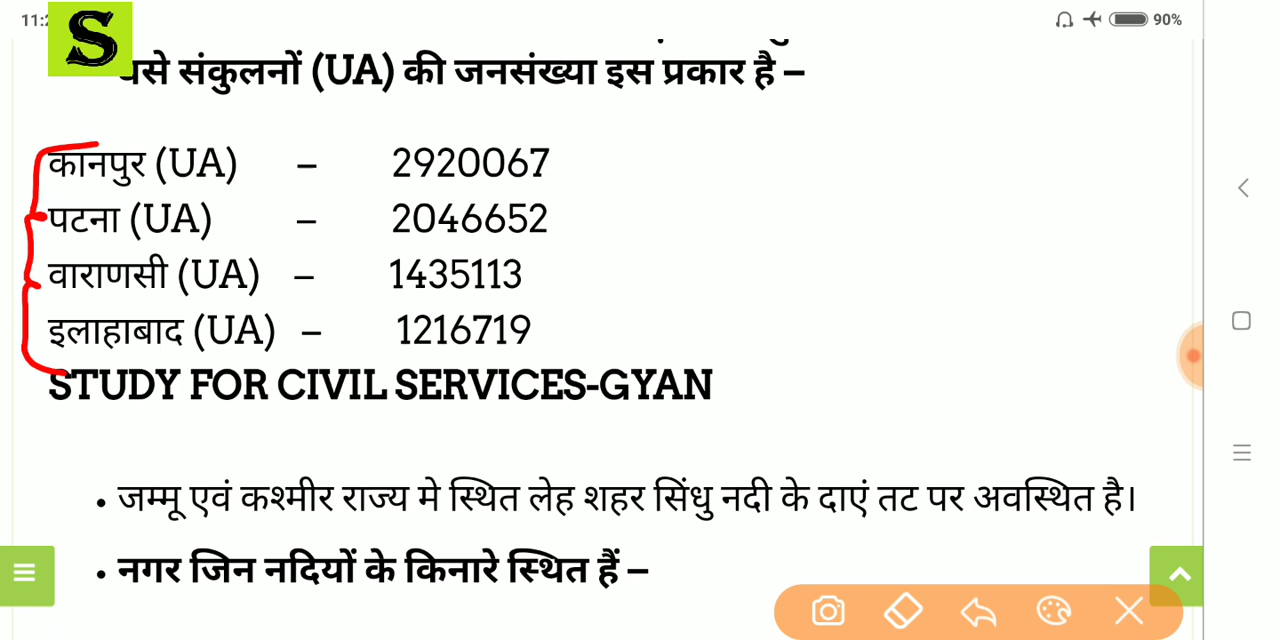 S 90%
संकुलनों (UA) की जनसंख्या इस प्रकार है –
कानपुर (UA) – 2920067
पटना (UA) – 2046652
वाराणसी (UA) – 1435113
इलाहाबाद (UA) – 1216719
STUDY FOR CIVIL SERVICES-GYAN
• जम्मू एवं कश्मीर राज्य मे स्थित लेह शहर सिंधु नदी के दाएं तट पर अवस्थित है।
• नगर जिन नदियों के किनारे स्थित हैं –